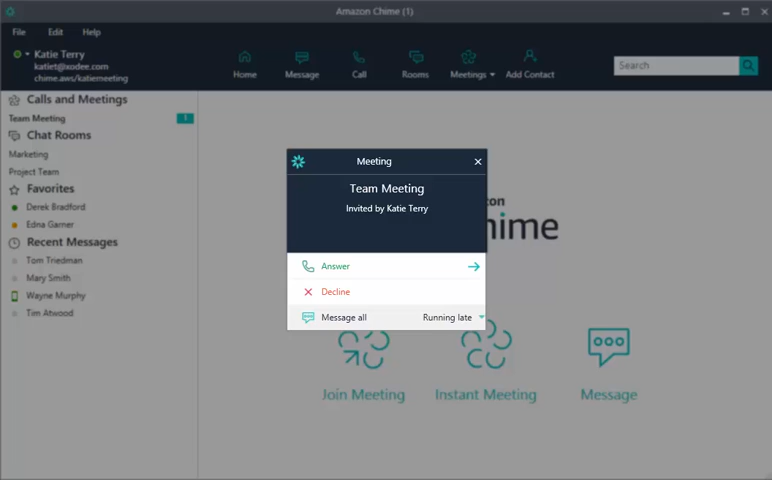 Amazon Chime (1)
File Edit Help
Katie Terry
katiet@xodee.com
chime.aws/katiemeeting
Home Message Call Rooms Meetings Add Contact
Search
Calls and Meetings
Team Meeting 1
Chat Rooms
Marketing
Project Team
Favorites
Derek Bradford
Edna Garner
Recent Messages
Tom Triedman
Mary Smith
Wayne Murphy
Tim Atwood
Meeting
Team Meeting
Invited by Katie Terry
Answer
Decline
Message all Running late
zon
hime
Join Meeting Instant Meeting Message